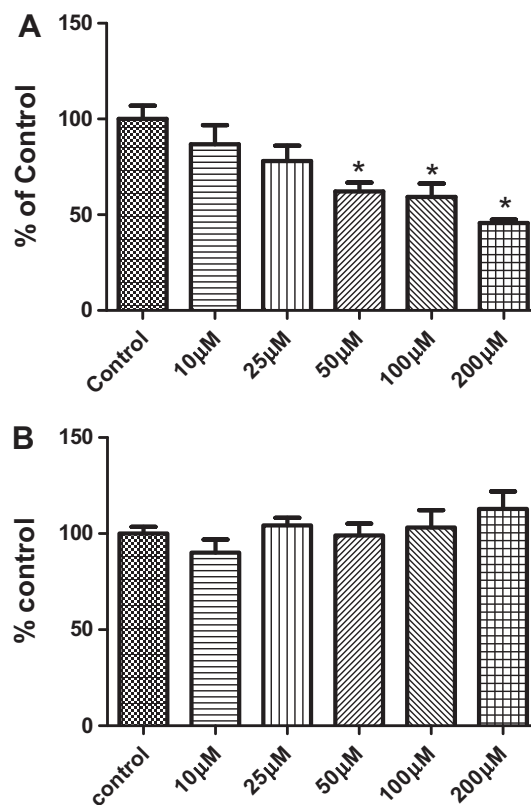 A
% of Control
150
100
50
0
*
*
*
Control
10µM
25µM
50µM
100µM
200µM
B
% control
150
100
50
0
control
10µM
25µM
50µM
100µM
200µM